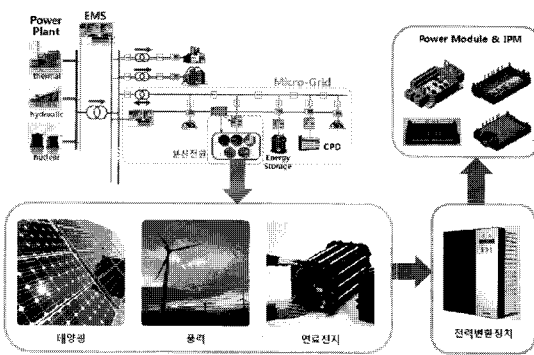 Power Plant
EMS
thermal
hydraulic
nuclear
Micro-Grid
분산전원
Energy Storage
CPD
Power Module & IPM
태양광
풍력
연료전지
전력변환장치